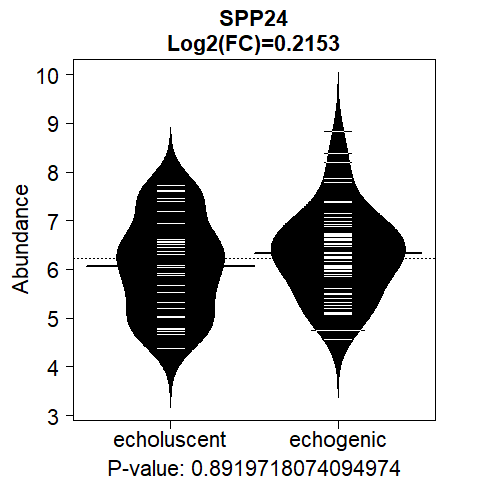 SPP24
Log2(FC)=0.2153
10
9
8
7
6
5
4
3
Abundance
echoluscent echogenic
P-value: 0.8919718074094974